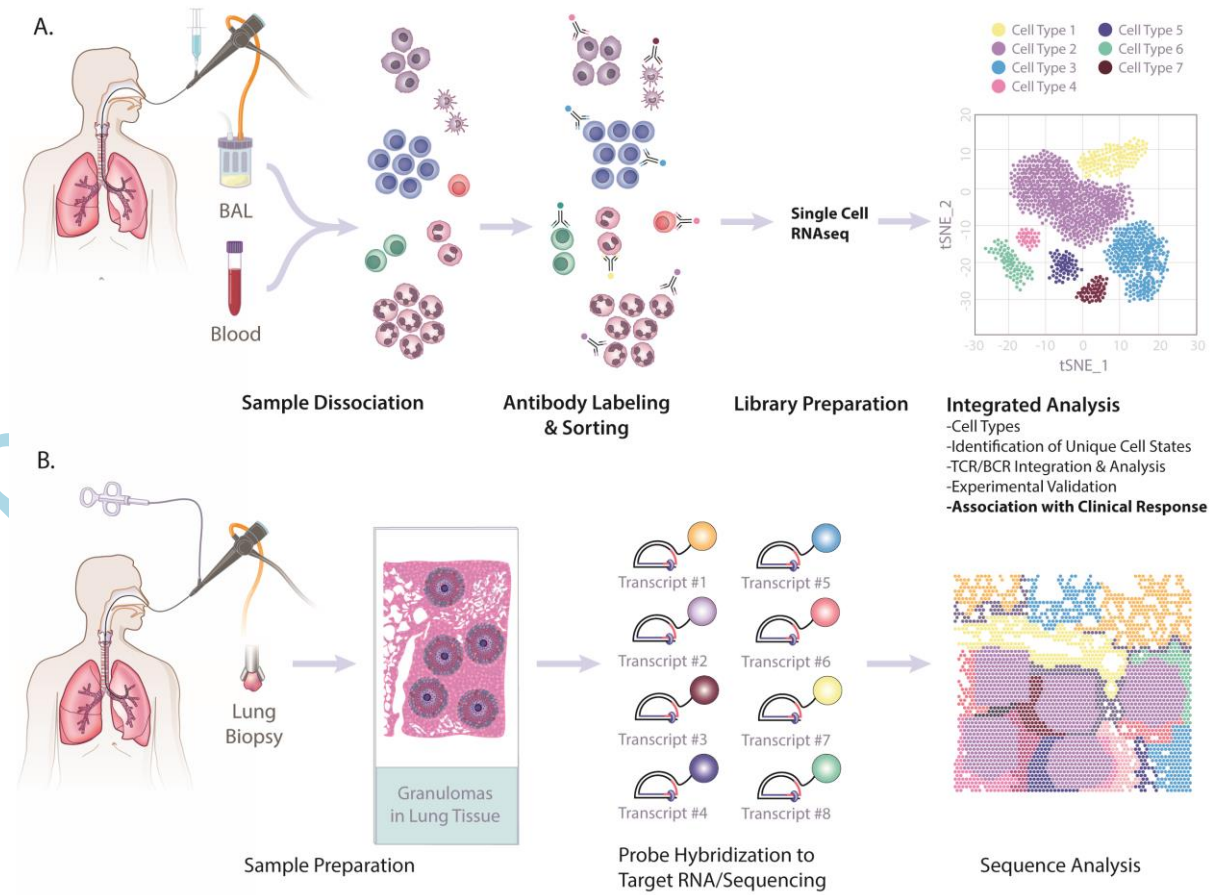 A.
BAL
Blood
Sample Dissociation
Antibody Labeling
& Sorting
Single Cell
RNAseq
Library Preparation
Cell Type 1
Cell Type 2
Cell Type 3
Cell Type 4
Cell Type 5
Cell Type 6
Cell Type 7
tSNE_2
20
10
0
-10
-20
-30
-30
-20
-10
0
10
20
30
tSNE_1
Integrated Analysis
-Cell Types
-Identification of Unique Cell States
-TCR/BCR Integration & Analysis
-Experimental Validation
-Association with Clinical Response
B.
Lung
Biopsy
Granulomas
in Lung Tissue
Sample Preparation
Transcript #1
Transcript #5
Transcript #2
Transcript #6
Transcript #3
Transcript #7
Transcript #4
Transcript #8
Probe Hybridization to
Target RNA/Sequencing
Sequence Analysis